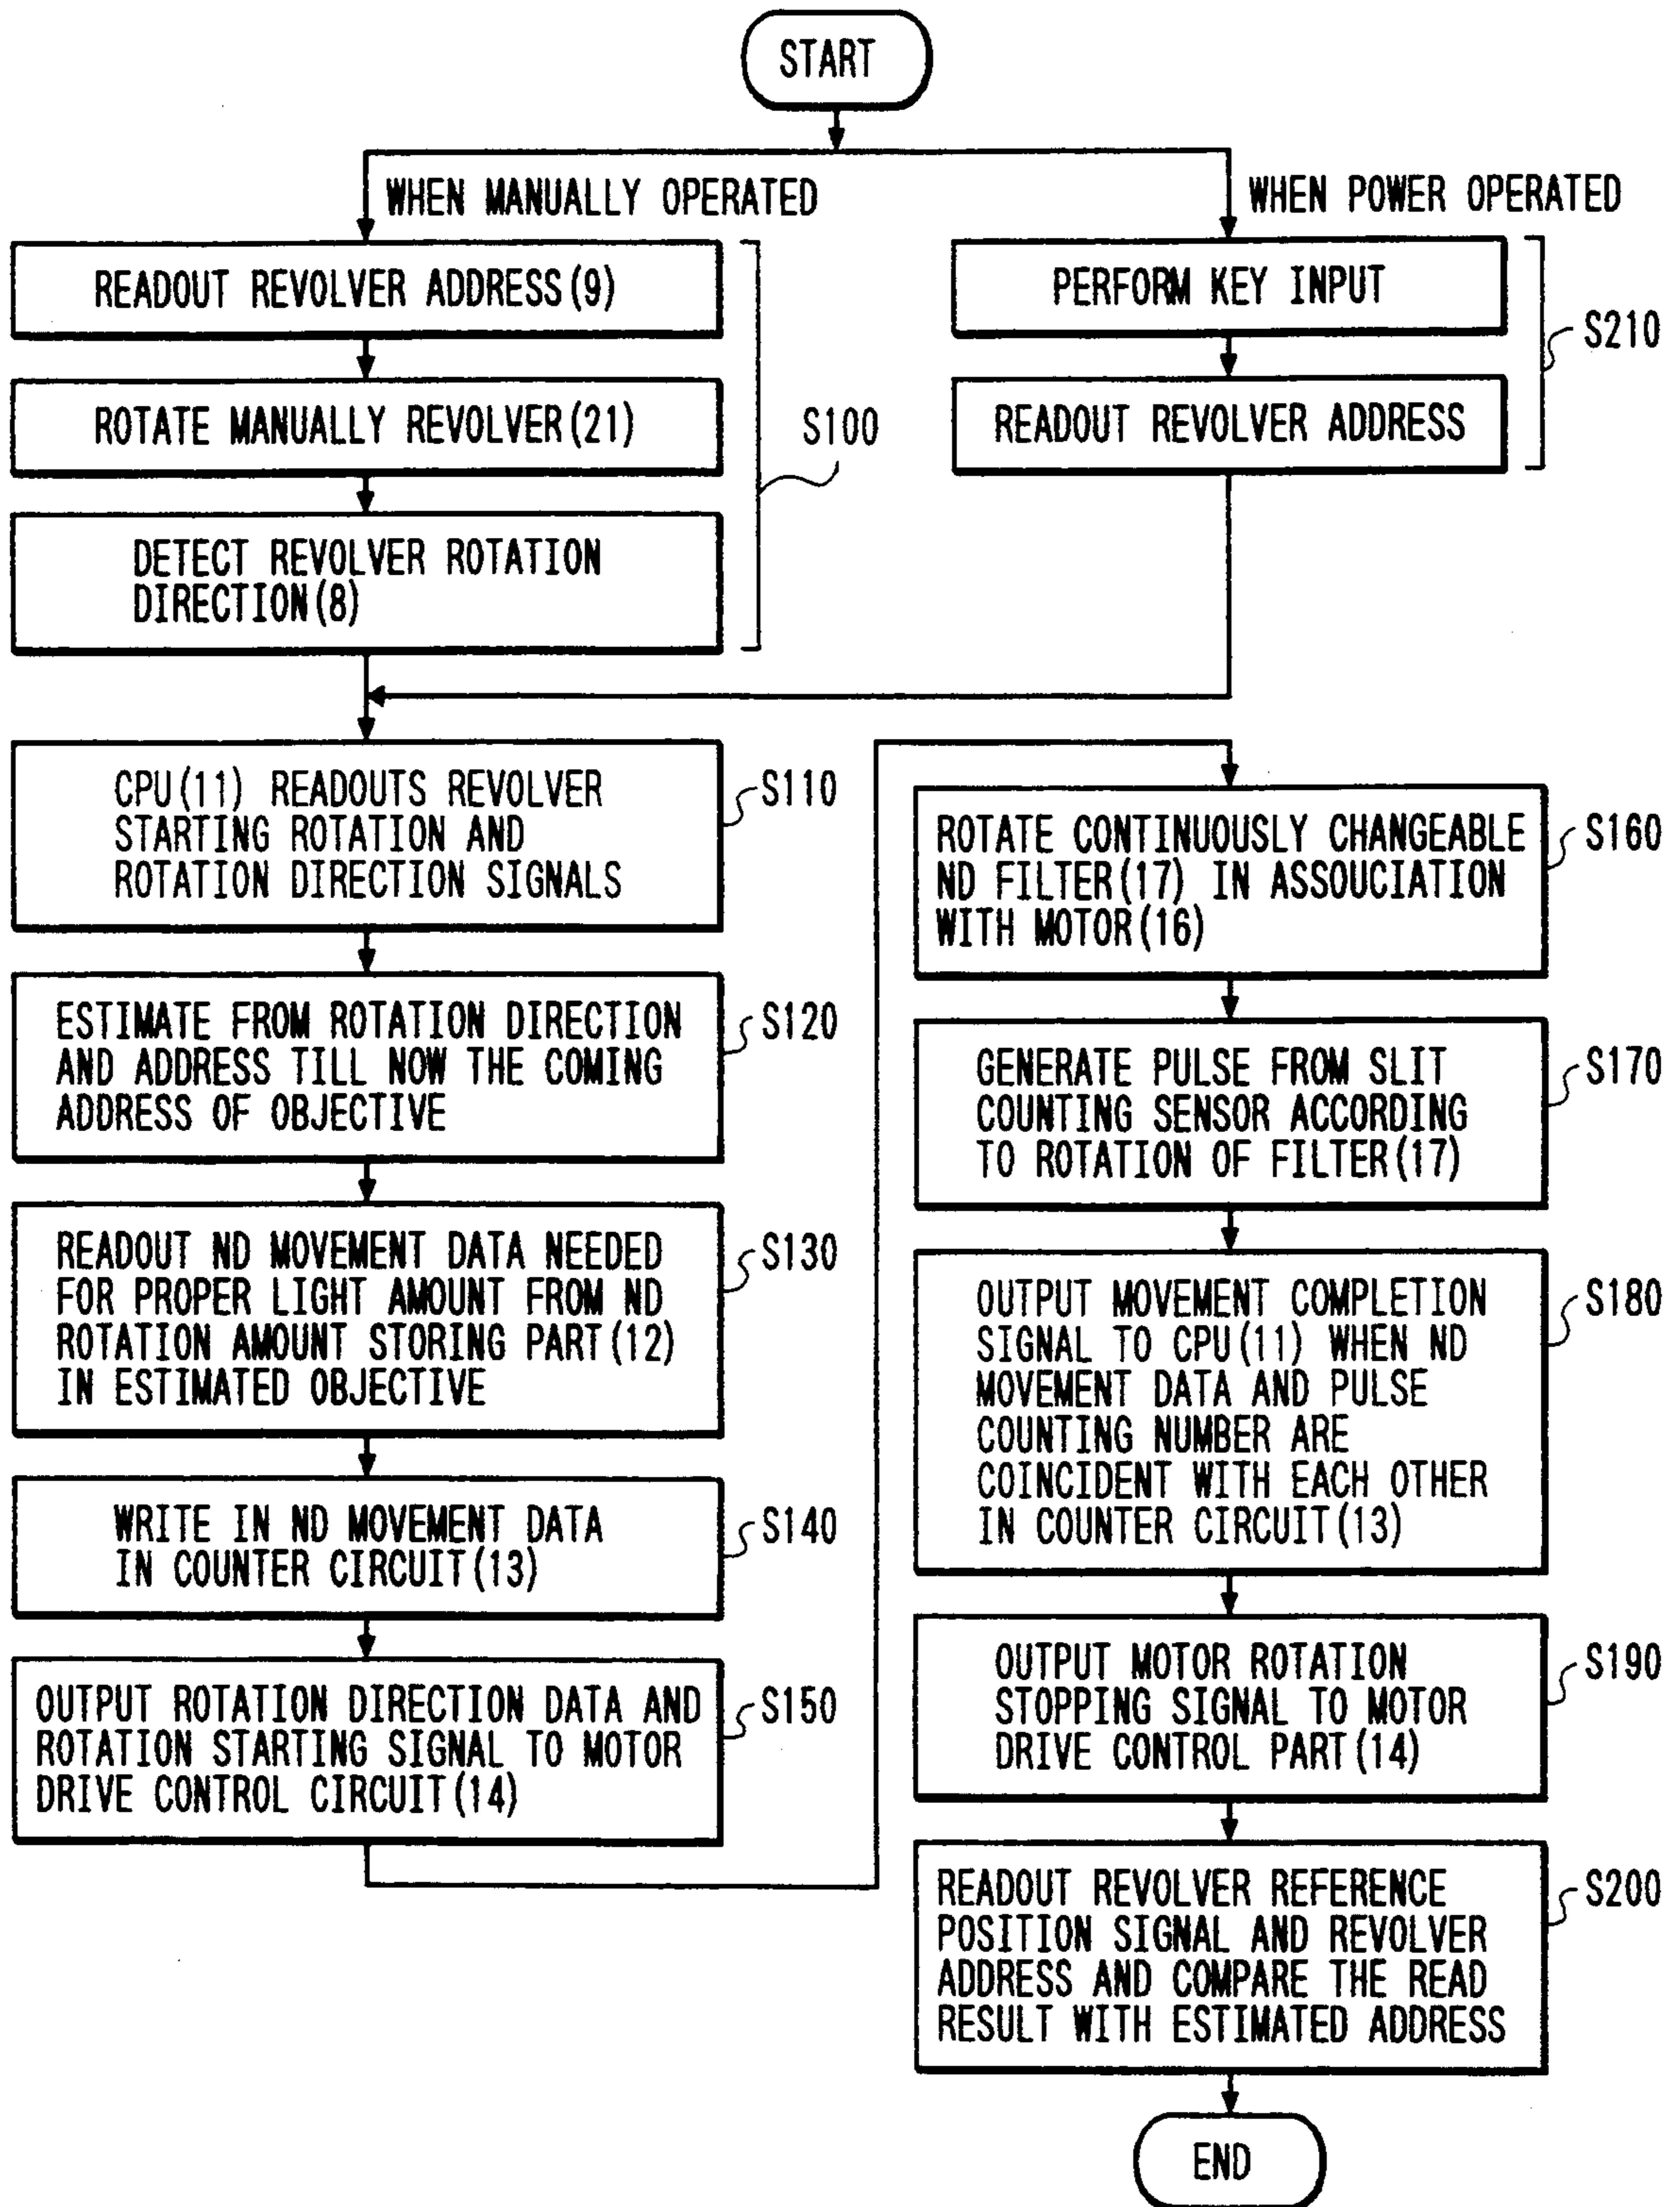 START
WHEN MANUALLY OPERATED
WHEN POWER OPERATED
READOUT REVOLVER ADDRESS(9)
ROTATE MANUALLY REVOLVER(21)
DETECT REVOLVER ROTATION
DIRECTION(8)
S100
PERFORM KEY INPUT
READOUT REVOLVER ADDRESS
S210
CPU(11) READOUTS REVOLVER
STARTING ROTATION AND
ROTATION DIRECTION SIGNALS
S110
ESTIMATE FROM ROTATION DIRECTION
AND ADDRESS TILL NOW THE COMING
ADDRESS OF OBJECTIVE
S120
READOUT ND MOVEMENT DATA NEEDED
FOR PROPER LIGHT AMOUNT FROM ND
ROTATION AMOUNT STORING PART(12)
IN ESTIMATED OBJECTIVE
S130
WRITE IN ND MOVEMENT DATA
IN COUNTER CIRCUIT(13)
S140
OUTPUT ROTATION DIRECTION DATA AND
ROTATION STARTING SIGNAL TO MOTOR
DRIVE CONTROL CIRCUIT(14)
S150
ROTATE CONTINUOUSLY CHANGEABLE
ND FILTER(17) IN ASSOUCIATION
WITH MOTOR(16)
S160
GENERATE PULSE FROM SLIT
COUNTING SENSOR ACCORDING
TO ROTATION OF FILTER(17)
S170
OUTPUT MOVEMENT COMPLETION
SIGNAL TO CPU(11) WHEN ND
MOVEMENT DATA AND PULSE
COUNTING NUMBER ARE
COINCIDENT WITH EACH OTHER
IN COUNTER CIRCUIT(13)
S180
OUTPUT MOTOR ROTATION
STOPPING SIGNAL TO MOTOR
DRIVE CONTROL PART(14)
S190
READOUT REVOLVER REFERENCE
POSITION SIGNAL AND REVOLVER
ADDRESS AND COMPARE THE READ
RESULT WITH ESTIMATED ADDRESS
S200
END